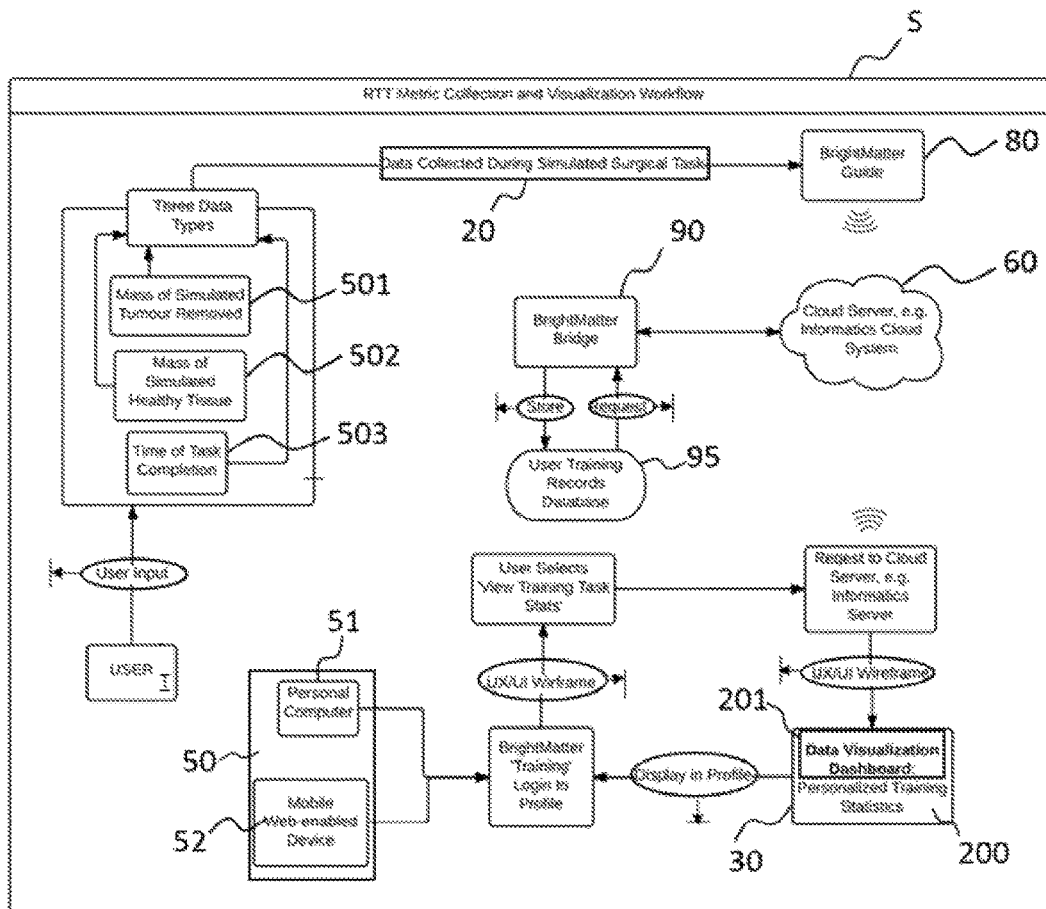 S
RTT Metric Collection and Visualization Workflow
Data Collected During Simulated Surgical Task
20
BrightMatter
Guide
80
Three Data
Types
Mass of Simulated
Tumour Removed
501
Mass of
Simulated
Healthy Tissue
502
Time of Task
Completion
503
90
BrightMatter
Bridge
60
Cloud Server, e.g.
Informatics Cloud
System
Store
Request
User Training
Records
Database
95
User Input
USER
User Selects
'View Training Task
Stats'
Reqest to Cloud
Server, e.g.
Informatics
Server
51
Personal
Computer
50
Mobile
Web-enabled
Device
52
UX/UI Wirframe
UX/UI Wireframe
BrightMatter
'Training'
Login to
Profile
Display in Profile
201
Data Visualization
Dashboard:
Personalized Training
Statistics
30
200